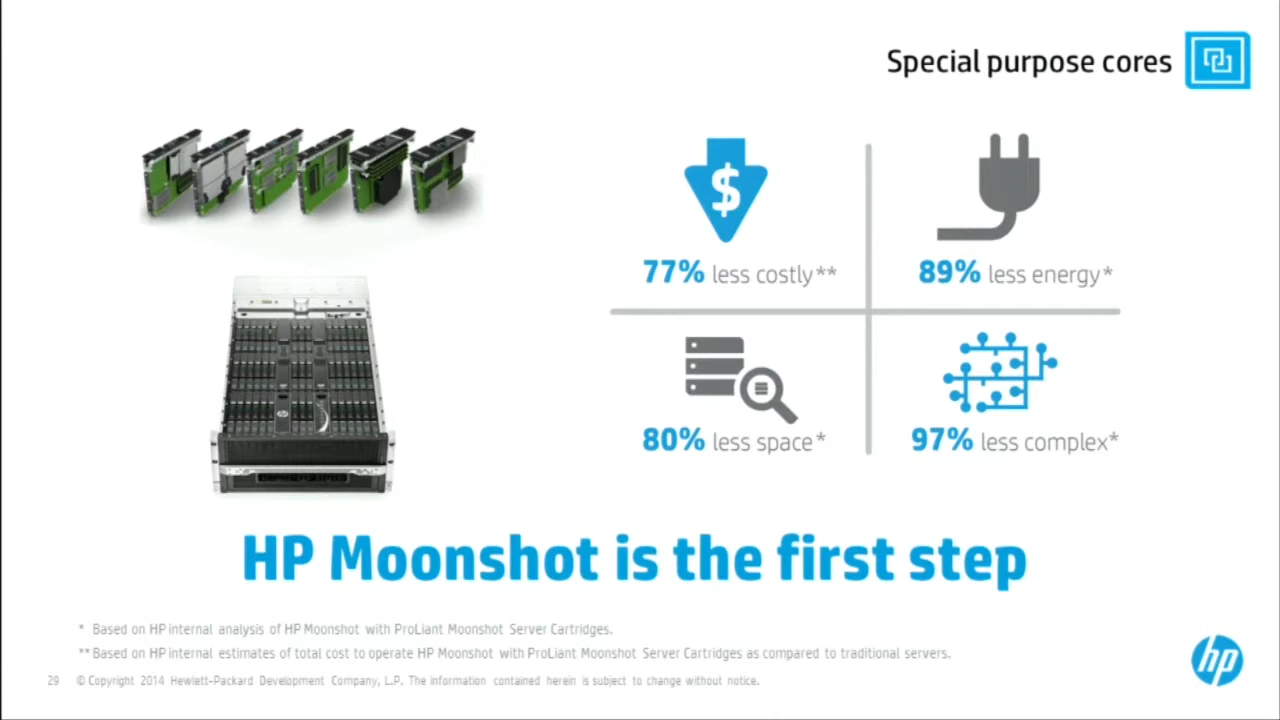 Special purpose cores
$
77% less costly**
89% less energy*
80% less space*
97% less complex*
HP Moonshot is the first step
* Based on HP internal analysis of HP Moonshot with ProLiant Moonshot Server Cartridges.
** Based on HP internal estimates of total cost to operate HP Moonshot with ProLiant Moonshot Server Cartridges as compared to traditional servers.
29 © Copyright 2014 Hewlett-Packard Development Company, L.P. The information contained herein is subject to change without notice.
hp